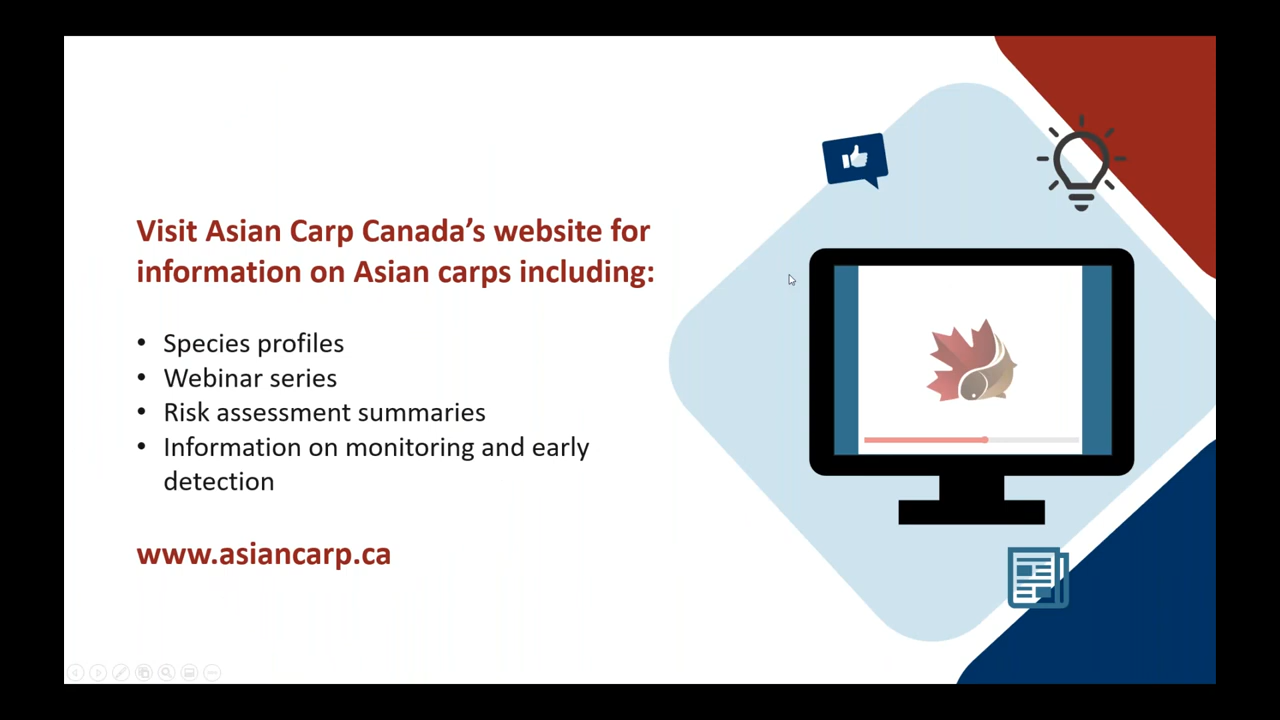 Visit Asian Carp Canada’s website for
information on Asian carps including:
• Species profiles
• Webinar series
• Risk assessment summaries
• Information on monitoring and early
detection
www.asiancarp.ca